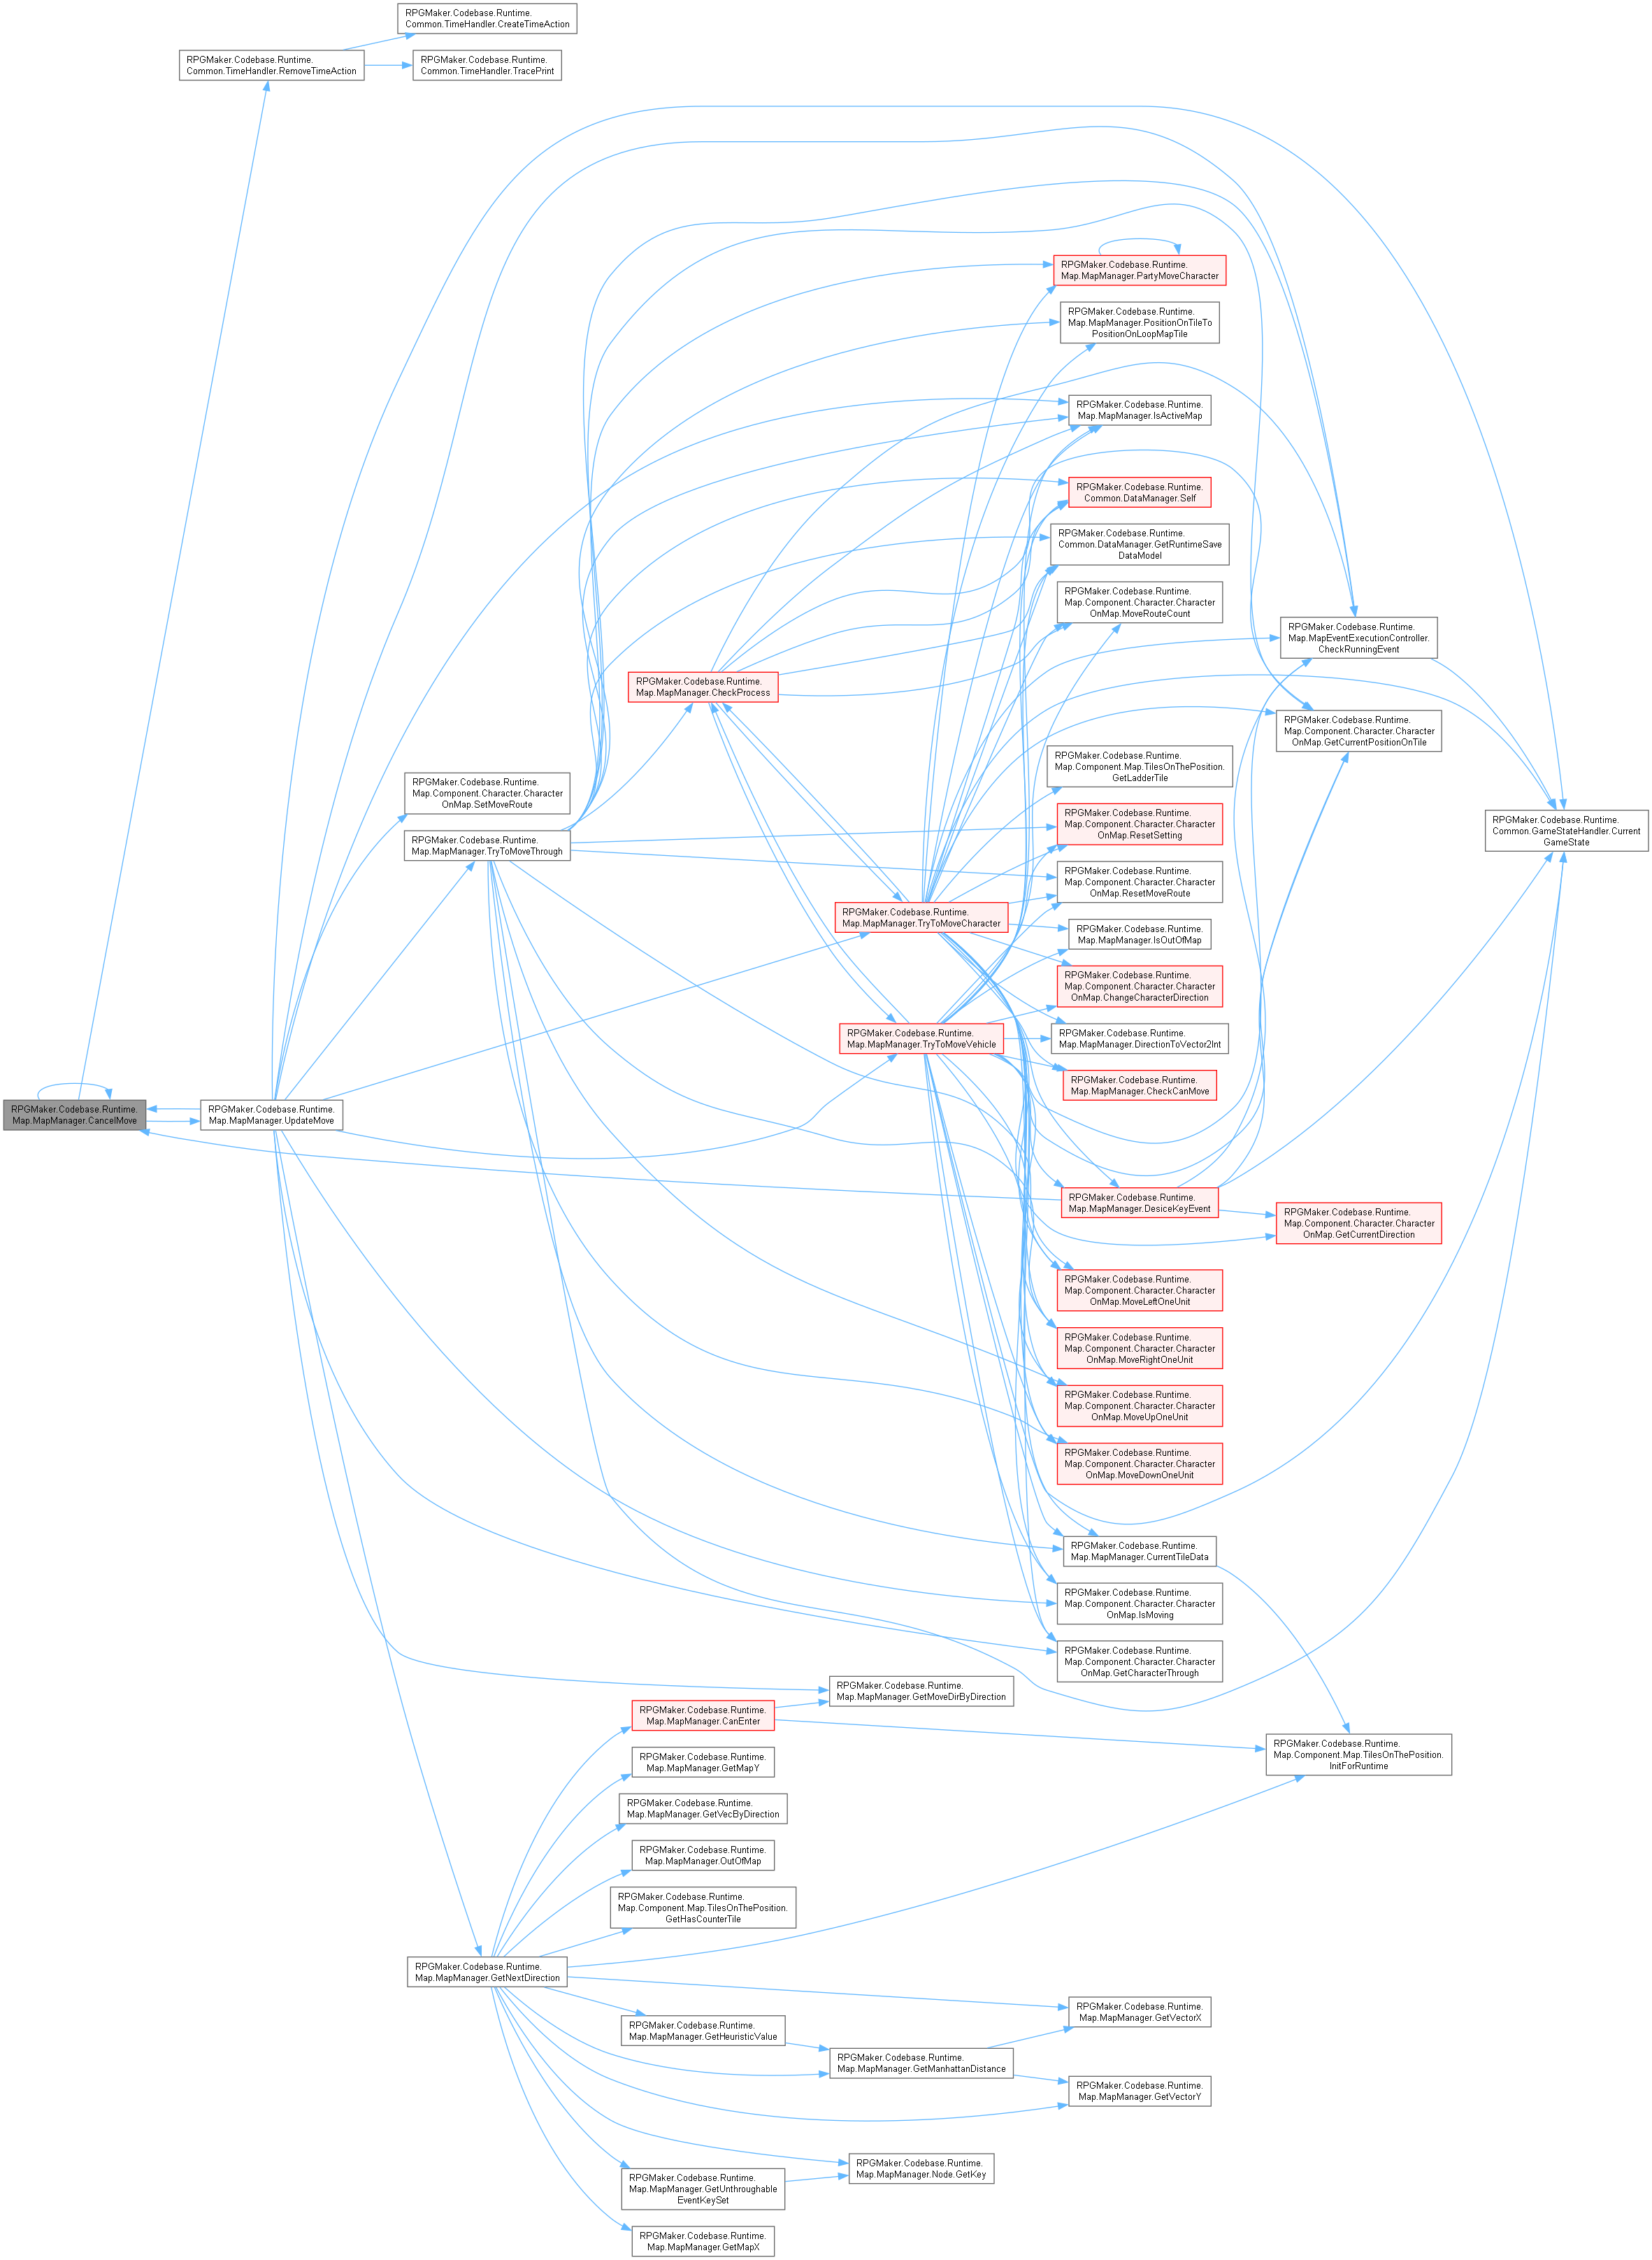 RPGMaker.Codebase.Runtime.
Common.TimeHandler.CreateTimeAction
RPGMaker.Codebase.Runtime.
Common.TimeHandler.RemoveTimeAction
RPGMaker.Codebase.Runtime.
Common.TimeHandler.TracePrint
RPGMaker.Codebase.Runtime.
Map.MapManager.PartyMoveCharacter
RPGMaker.Codebase.Runtime.
Map.MapManager.PositionOnTileTo
PositionOnLoopMapTile
RPGMaker.Codebase.Runtime.
Map.MapManager.IsActiveMap
RPGMaker.Codebase.Runtime.
Common.DataManager.Self
RPGMaker.Codebase.Runtime.
Common.DataManager.GetRuntimeSave
DataModel
RPGMaker.Codebase.Runtime.
Map.Component.Character.Character
OnMap.MoveRouteCount
RPGMaker.Codebase.Runtime.
Map.MapEventExecutionController.
CheckRunningEvent
RPGMaker.Codebase.Runtime.
Map.MapManager.CheckProcess
RPGMaker.Codebase.Runtime.
Map.Component.Character.Character
OnMap.GetCurrentPositionOnTile
RPGMaker.Codebase.Runtime.
Map.Component.Map.TilesOnThePosition.
GetLadderTile
RPGMaker.Codebase.Runtime.
Map.Component.Character.Character
OnMap.SetMoveRoute
RPGMaker.Codebase.Runtime.
Map.Component.Character.Character
OnMap.ResetSetting
RPGMaker.Codebase.Runtime.
Common.GameStateHandler.Current
GameState
RPGMaker.Codebase.Runtime.
Map.MapManager.TryToMoveThrough
RPGMaker.Codebase.Runtime.
Map.Component.Character.Character
OnMap.ResetMoveRoute
RPGMaker.Codebase.Runtime.
Map.MapManager.TryToMoveCharacter
RPGMaker.Codebase.Runtime.
Map.MapManager.IsOutOfMap
RPGMaker.Codebase.Runtime.
Map.Component.Character.Character
OnMap.ChangeCharacterDirection
RPGMaker.Codebase.Runtime.
Map.MapManager.TryToMoveVehicle
RPGMaker.Codebase.Runtime.
Map.MapManager.DirectionToVector2Int
RPGMaker.Codebase.Runtime.
Map.MapManager.CheckCanMove
RPGMaker.Codebase.Runtime.
Map.MapManager.CancelMove
RPGMaker.Codebase.Runtime.
Map.MapManager.UpdateMove
RPGMaker.Codebase.Runtime.
Map.MapManager.DesiceKeyEvent
RPGMaker.Codebase.Runtime.
Map.Component.Character.Character
OnMap.GetCurrentDirection
RPGMaker.Codebase.Runtime.
Map.Component.Character.Character
OnMap.MoveLeftOneUnit
RPGMaker.Codebase.Runtime.
Map.Component.Character.Character
OnMap.MoveRightOneUnit
RPGMaker.Codebase.Runtime.
Map.Component.Character.Character
OnMap.MoveUpOneUnit
RPGMaker.Codebase.Runtime.
Map.Component.Character.Character
OnMap.MoveDownOneUnit
RPGMaker.Codebase.Runtime.
Map.MapManager.CurrentTileData
RPGMaker.Codebase.Runtime.
Map.Component.Character.Character
OnMap.IsMoving
RPGMaker.Codebase.Runtime.
Map.Component.Character.Character
OnMap.GetCharacterThrough
RPGMaker.Codebase.Runtime.
Map.MapManager.GetMoveDirByDirection
RPGMaker.Codebase.Runtime.
Map.MapManager.CanEnter
RPGMaker.Codebase.Runtime.
Map.Component.Map.TilesOnThePosition.
InitForRuntime
RPGMaker.Codebase.Runtime.
Map.MapManager.GetMapY
RPGMaker.Codebase.Runtime.
Map.MapManager.GetVecByDirection
RPGMaker.Codebase.Runtime.
Map.MapManager.OutOfMap
RPGMaker.Codebase.Runtime.
Map.Component.Map.TilesOnThePosition.
GetHasCounterTile
RPGMaker.Codebase.Runtime.
Map.MapManager.GetNextDirection
RPGMaker.Codebase.Runtime.
Map.MapManager.GetVectorX
RPGMaker.Codebase.Runtime.
Map.MapManager.GetHeuristicValue
RPGMaker.Codebase.Runtime.
Map.MapManager.GetManhattanDistance
RPGMaker.Codebase.Runtime.
Map.MapManager.GetVectorY
RPGMaker.Codebase.Runtime.
Map.MapManager.Node.GetKey
RPGMaker.Codebase.Runtime.
Map.MapManager.GetUnthroughable
EventKeySet
RPGMaker.Codebase.Runtime.
Map.MapManager.GetMapX